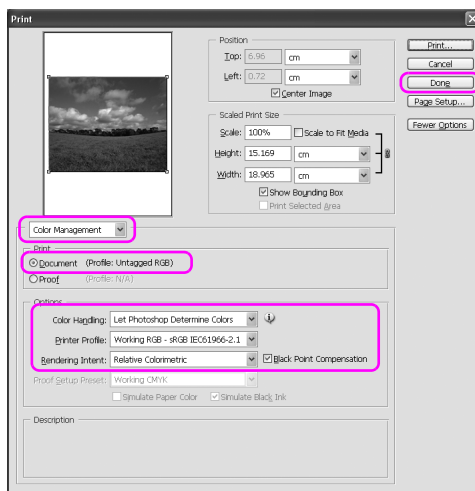 Print
Position
Top: 6.96 cm
Left: 0.72 cm
Center Image
Scaled Print Size
Scale: 100% Scale to Fit Media
Height: 15.169 cm
Width: 18.965 cm
Show Bounding Box
Print Selected Area
Print...
Cancel
Done
Page Setup...
Fewer Options
Color Management
Print
Document (Profile: Untagged RGB)
Proof (Profile: N/A)
Options
Color Handling: Let Photoshop Determine Colors
Printer Profile: Working RGB - sRGB IEC61966-2.1
Rendering Intent: Relative Colorimetric Black Point Compensation
Proof Setup Preset: Working CMYK
Simulate Paper Color Simulate Black Ink
Description